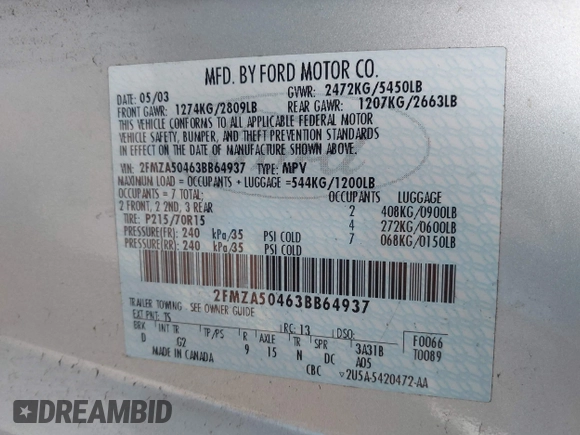 MFD. BY FORD MOTOR CO.
DATE: 05/03 GVWR: 2472KG/5450LB
FRONT GAWR: 1274KG/2809LB REAR GAWR: 1207KG/2663LB
THIS VEHICLE CONFORMS TO ALL APPLICABLE FEDERAL MOTOR
VEHICLE SAFETY, BUMPER, AND THEFT PREVENTION STANDARDS
IN EFFECT ON THE DATE OF MANUFACTURE SHOWN ABOVE.
VIN: 2FMZA50463BB64937 TYPE: MPV
MAXIMUM LOAD = OCCUPANTS + LUGGAGE =544KG/1200LB
OCCUPANTS = 7 TOTAL: OCCUPANTS LUGGAGE
2 FRONT, 2 2ND, 3 REAR 2 408KG/0900LB
TIRE: P215/70R15 4 272KG/0600LB
PRESSURE(FR): 240 kPa/35 PSI COLD 7 068KG/0150LB
PRESSURE(RR): 240 kPa/35 PSI COLD
2FMZA50463BB64937
TRAILER TOWING - SEE OWNER GUIDE
EXT PNT: TS RC: 13 DSO: F0066
BRK INT TR TP/PS R AXLE TR SPR 3A31B T0089
D G2 9 15 N DC A05
MADE IN CANADA CBC ▽2U5A-5420472-AA
DREAMBID